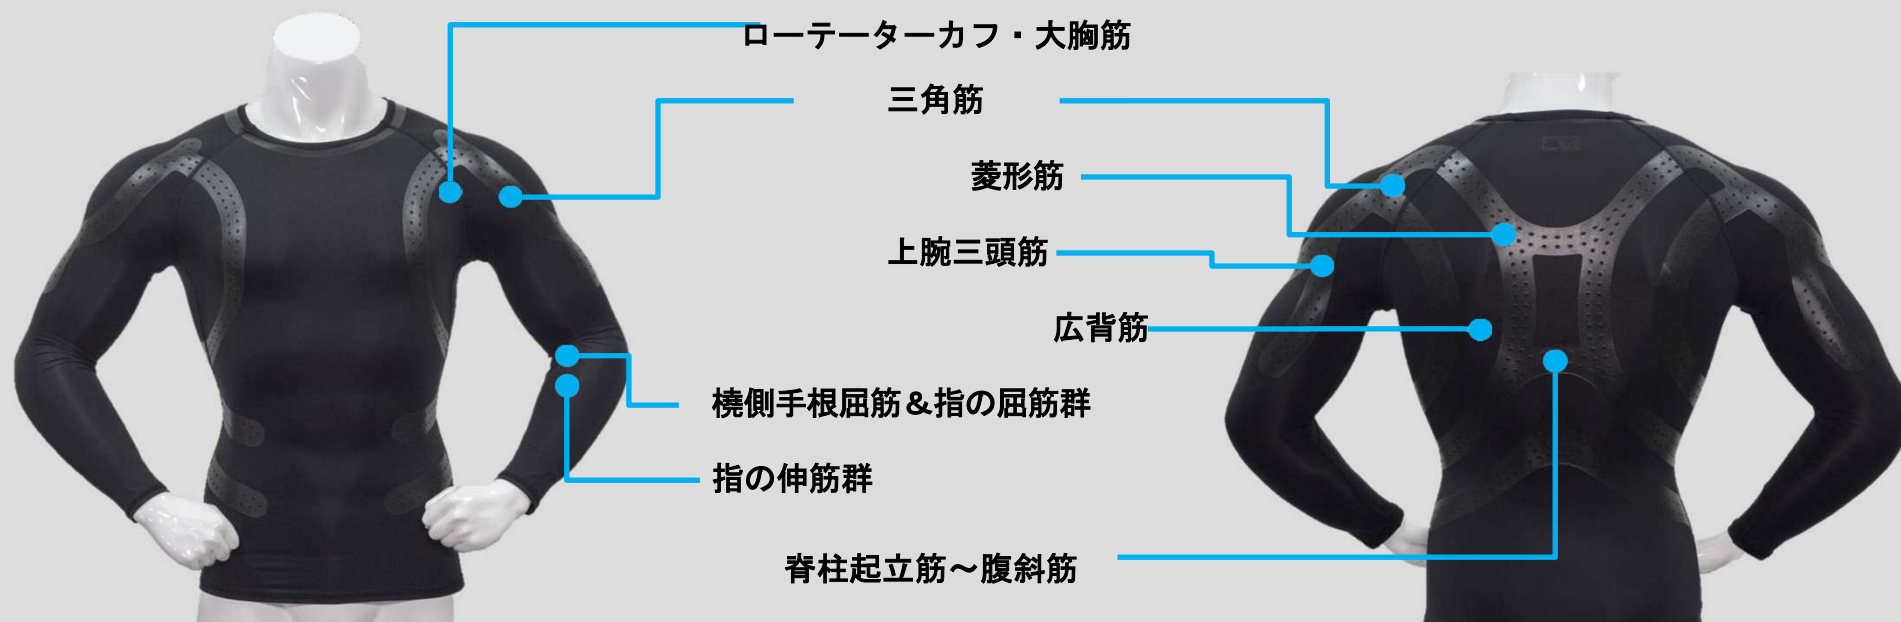 ローテーターカフ・大胸筋
三角筋
菱形筋
上腕三頭筋
広背筋
橈側手根屈筋＆指の屈筋群
指の伸筋群
脊柱起立筋～腹斜筋